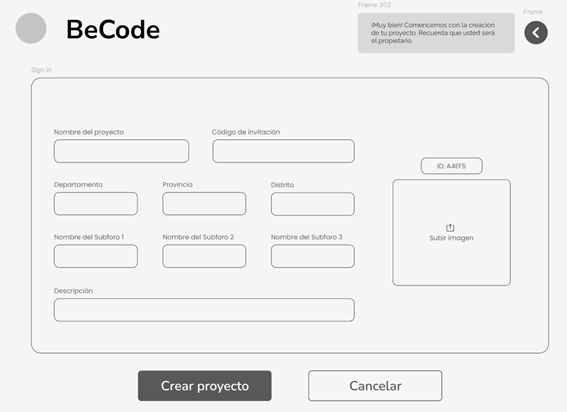 Frame 302
Frame
BeCode
¡Muy bien! Comencemos con la creación
de tu proyecto. Recuerda que usted será
el propietario.
Sign in
Nombre del proyecto
Código de invitación
ID: A4EF5
Departamento
Provincia
Distrito
Subir imagen
Nombre del Subforo 1
Nombre del Subforo 2
Nombre del Subforo 3
Descripción
Crear proyecto
Cancelar